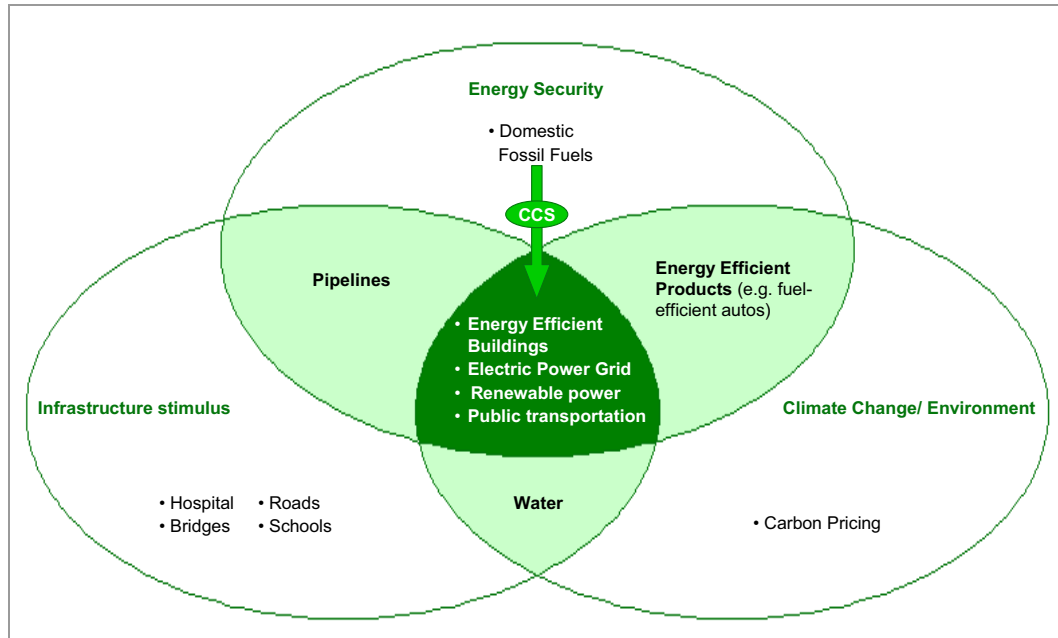 Energy Security
• Domestic
Fossil Fuels
CCS
Pipelines
Energy Efficient
Products (e.g. fuel-
efficient autos)
• Energy Efficient
Buildings
• Electric Power Grid
• Renewable power
• Public transportation
Infrastructure stimulus
Climate Change/ Environment
• Hospital • Roads
• Bridges • Schools
Water
• Carbon Pricing